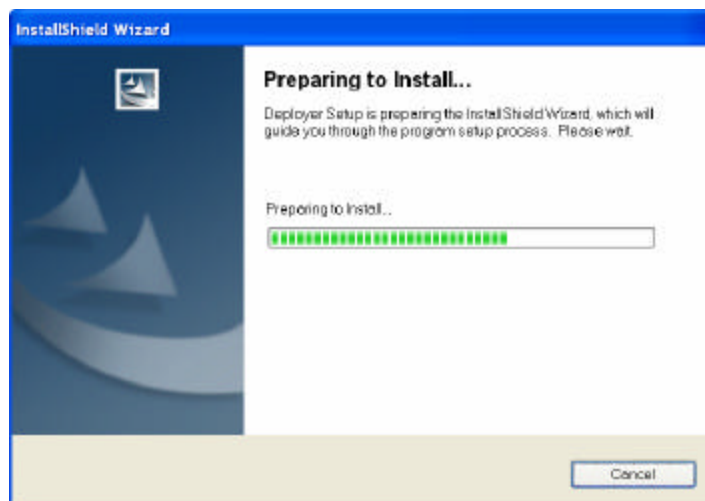 InstallShield Wizard
Preparing to Install...
Deployer Setup is preparing the InstallShield Wizard, which will
guide you through the program setup process. Please wait.
Preparing to Install...
Cancel